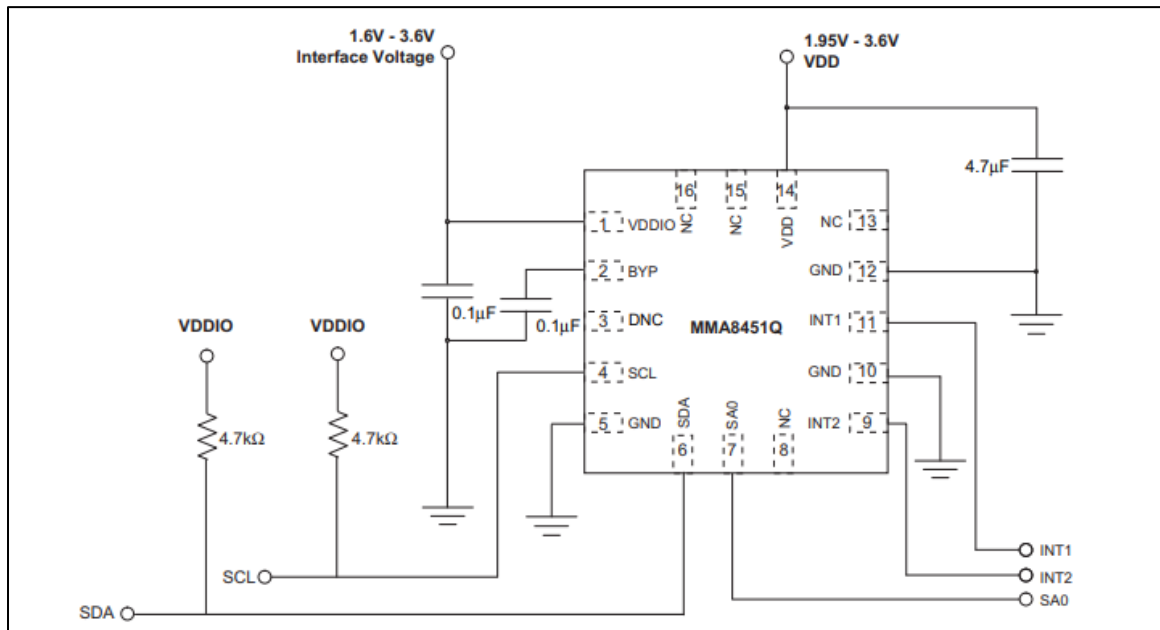 1.6V - 3.6V
Interface Voltage
1.95V - 3.6V
VDD
4.7µF
16
15
14
NC
NC
VDD
1
VDDIO
NC
13
2
BYP
GND
12
0.1µF
0.1µF
3
DNC
MMA8451Q
INT1
11
VDDIO
VDDIO
4
SCL
GND
10
5
GND
SDA
SA0
NC
INT2
9
6
7
8
4.7kΩ
4.7kΩ
INT1
SCL
INT2
SA0
SDA